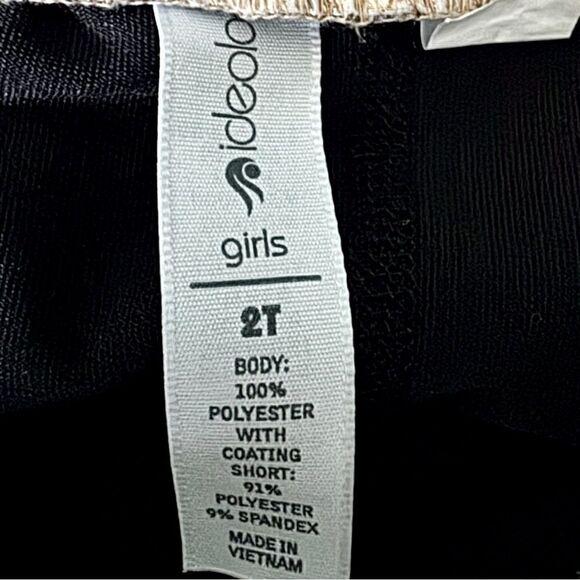 ideolo
girls
2T
BODY:
100%
POLYESTER
WITH
COATING
SHORT:
91%
POLYESTER
9% SPANDEX
MADE IN
VIETNAM